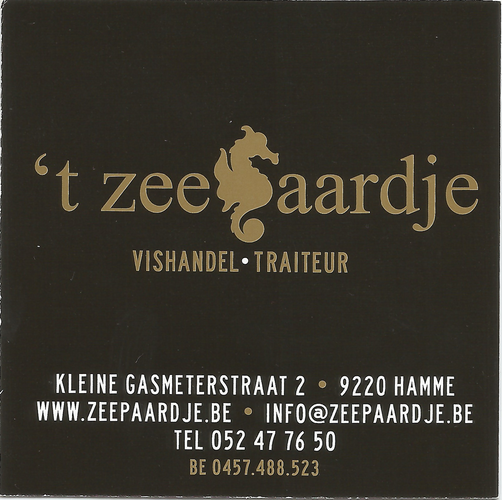 't zeepaardje
VISHANDEL • TRAITEUR
KLEINE GASMETERSTRAAT 2 • 9220 HAMME
WWW.ZEEPAARDJE.BE • INFO@ZEEPAARDJE.BE
TEL 052 47 76 50
BE 0457.488.523